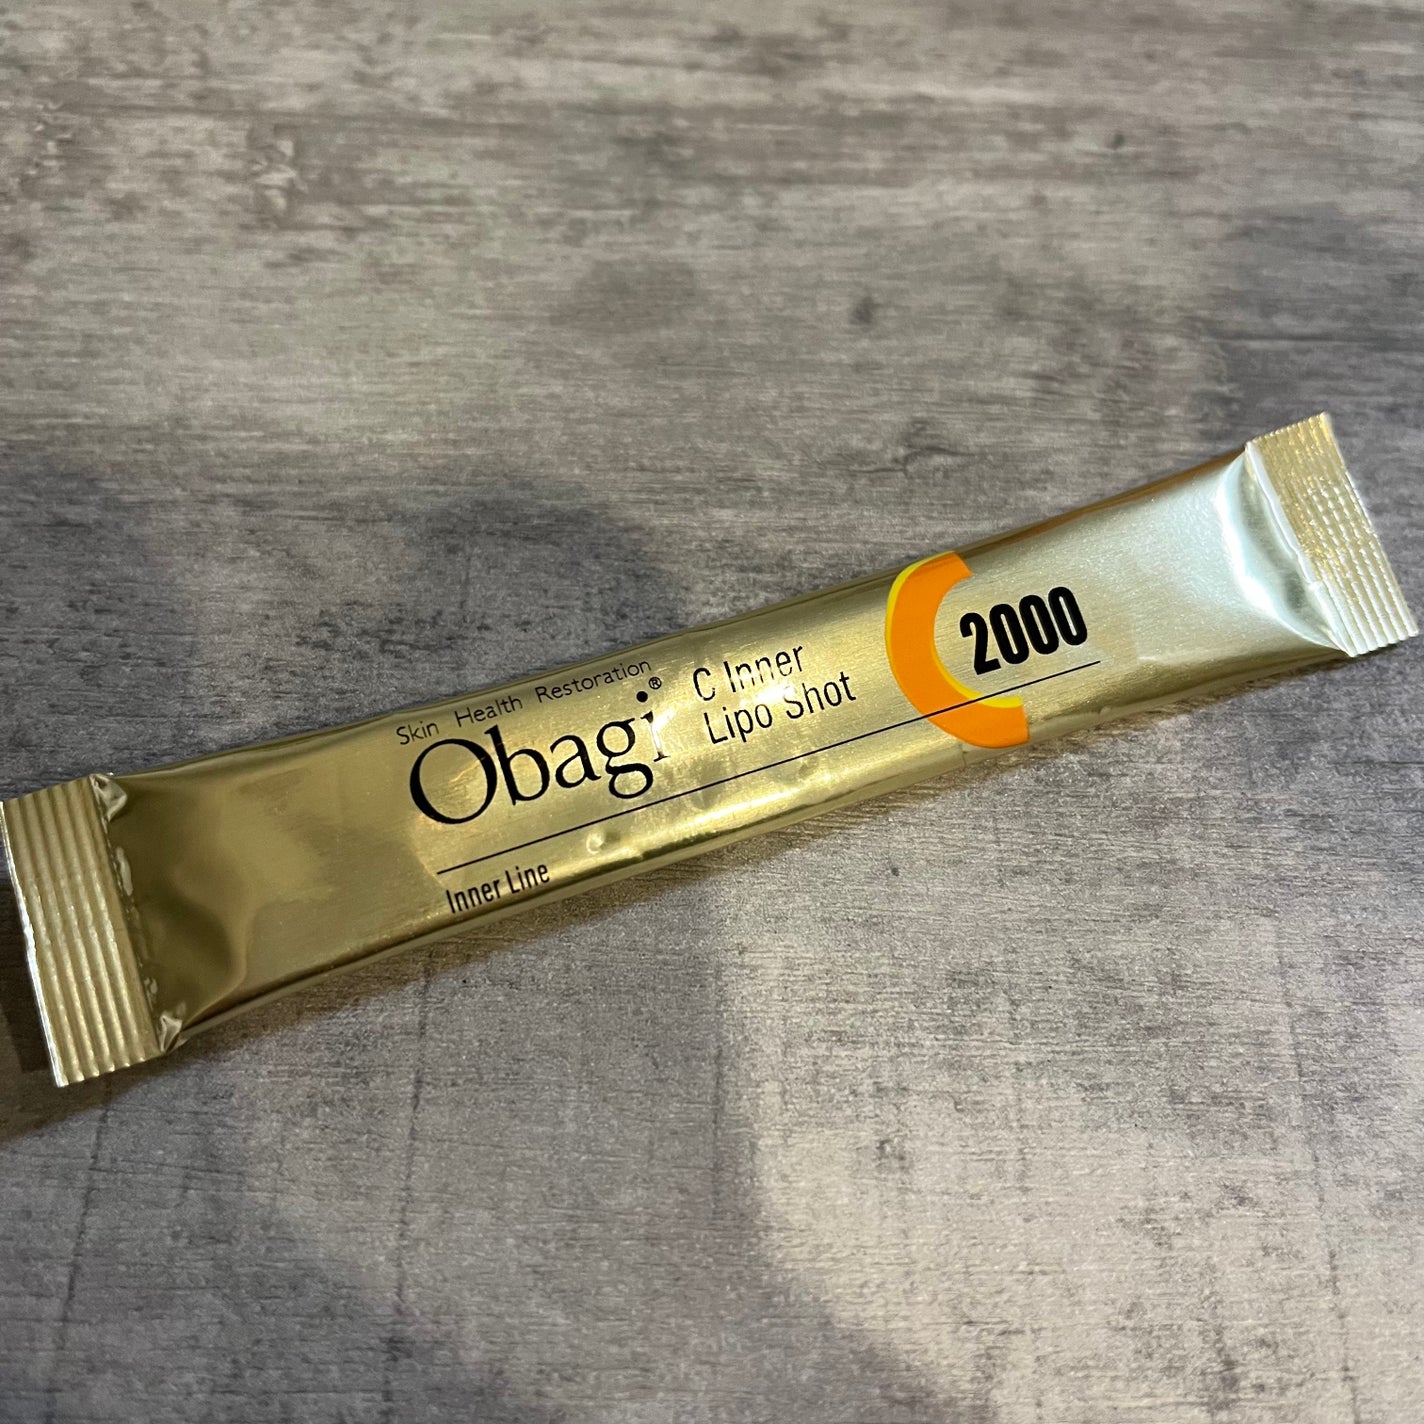 Skin Health Restoration
Obagi®
C Inner
Lipo Shot
C 2000
Inner Line